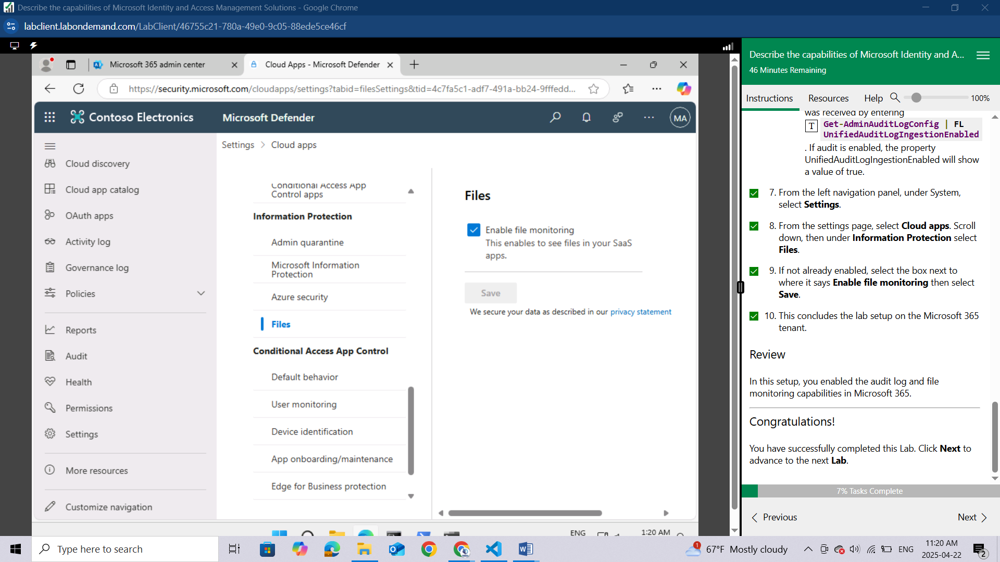 Describe the capabilities of Microsoft Identity and Access Management Solutions - Google Chrome
labclient.labondemand.com/LabClient/46755c21-780a-49e0-9c05-88ede5ce46cf
Microsoft 365 admin center
Cloud Apps - Microsoft Defender
https://security.microsoft.com/cloudapps/settings?tabid=filesSettings&tid=4c7fa5c1-adf7-491a-bb24-9fffedd...
Contoso Electronics
Microsoft Defender
MA
Cloud discovery
Cloud app catalog
OAuth apps
Activity log
Governance log
Policies
Reports
Audit
Health
Permissions
Settings
More resources
Customize navigation
Settings > Cloud apps
Conditional Access App
Control apps
Information Protection
Admin quarantine
Microsoft Information
Protection
Azure security
Files
Conditional Access App Control
Default behavior
User monitoring
Device identification
App onboarding/maintenance
Edge for Business protection
Files
Enable file monitoring
This enables to see files in your SaaS
apps.
Save
We secure your data as described in our privacy statement
ENG
1:20 AM
Describe the capabilities of Microsoft Identity and A...
46 Minutes Remaining
Instructions
Resources
Help
100%
was received by entering
T
Get-AdminAuditLogConfig | FL
UnifiedAuditLogIngestionEnabled
. If audit is enabled, the property
UnifiedAuditLogIngestionEnabled will show
a value of true.
7. From the left navigation panel, under System,
select Settings.
8. From the settings page, select Cloud apps. Scroll
down, then under Information Protection select
Files.
9. If not already enabled, select the box next to
where it says Enable file monitoring then select
Save.
10. This concludes the lab setup on the Microsoft 365
tenant.
Review
In this setup, you enabled the audit log and file
monitoring capabilities in Microsoft 365.
Congratulations!
You have successfully completed this Lab. Click Next to
advance to the next Lab.
7% Tasks Complete
Previous
Next
Type here to search
1
67°F Mostly cloudy
ENG
11:20 AM
2025-04-22
2